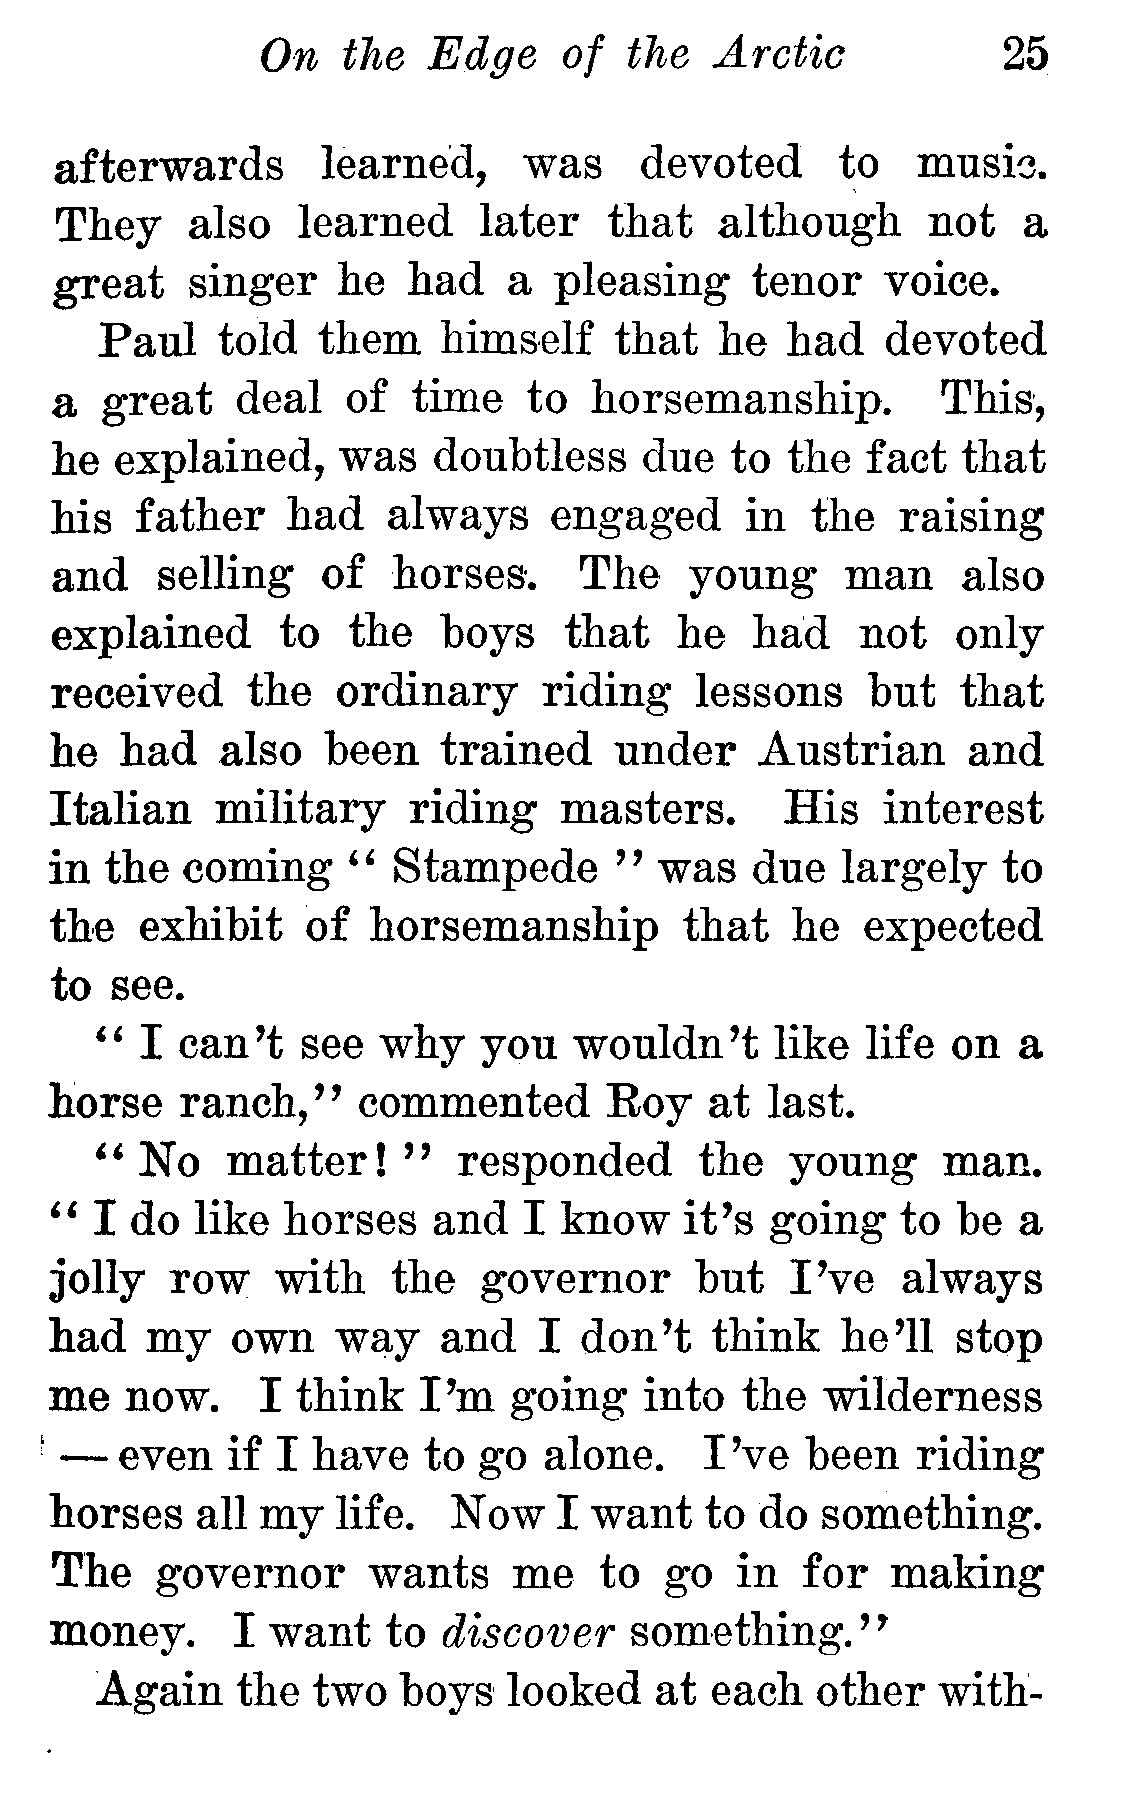 On the Edge of the Arctic 25
afterwards learned, was devoted to music.
They also learned later that although not a
great singer he had a pleasing tenor voice.
Paul told them himself that he had devoted
a great deal of time to horsemanship. This,
he explained, was doubtless due to the fact that
his father had always engaged in the raising
and selling of horses. The young man also
explained to the boys that he had not only
received the ordinary riding lessons but that
he had also been trained under Austrian and
Italian military riding masters. His interest
in the coming “ Stampede ” was due largely to
the exhibit of horsemanship that he expected
to see.
“ I can’t see why you wouldn’t like life on a
horse ranch,” commented Roy at last.
“ No matter! ” responded the young man.
“ I do like horses and I know it’s going to be a
jolly row with the governor but I’ve always
had my own way and I don’t think he’ll stop
me now. I think I’m going into the wilderness
— even if I have to go alone. I’ve been riding
horses all my life. Now I want to do something.
The governor wants me to go in for making
money. I want to discover something.”
Again the two boys looked at each other with-